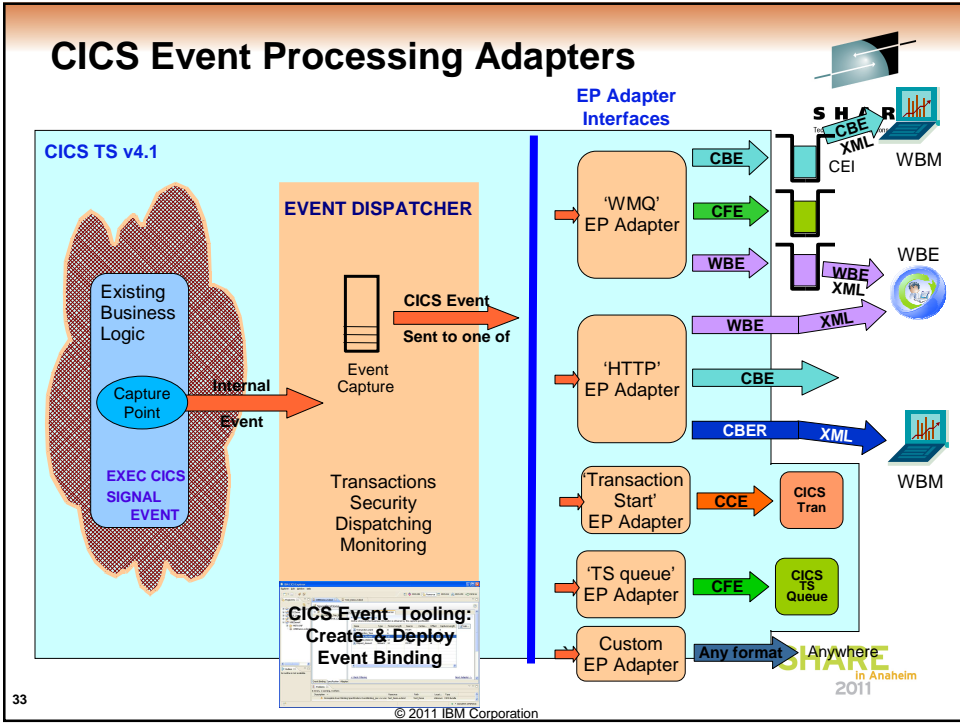 CICS Event Processing Adapters
EP Adapter
Interfaces
SHAR
CICS TS v4.1
EVENT DISPATCHER
Existing
Business
Logic
Capture
Point
EXEC CICS
SIGNAL
EVENT
Internal
Event
Event
Capture
CICS Event
Sent to one of
Transactions
Security
Dispatching
Monitoring
CICS Event Tooling:
Create & Deploy
Event Binding
'WMQ'
EP Adapter
CBE
CFE
WBE
CBE
XML
CEI
WBM
WBE
XML
WBE
'HTTP'
EP Adapter
WBE
XML
CBE
CBER
XML
WBM
'Transaction
Start'
EP Adapter
CCE
CICS
Tran
'TS queue'
EP Adapter
CFE
CICS
TS
Queue
Custom
EP Adapter
Any format
Anywhere
SHARE
in Anaheim
2011
33
© 2011 IBM Corporation